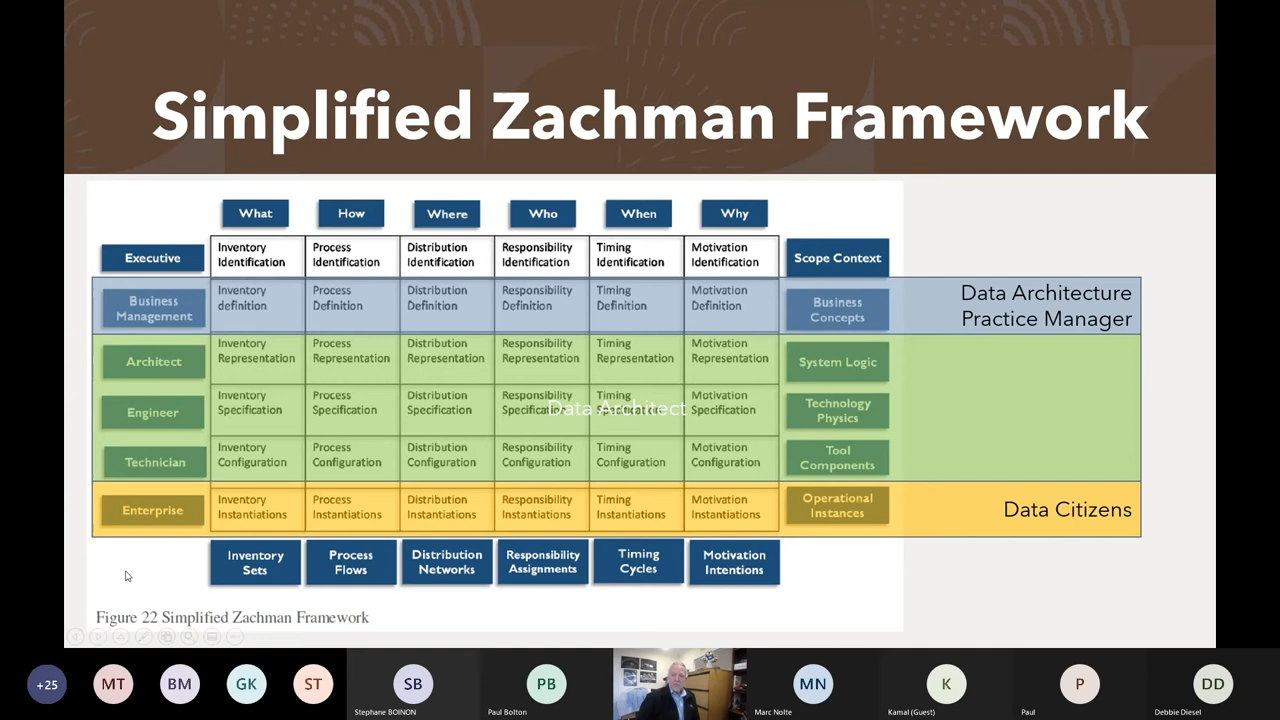 Simplified Zachman Framework
What How Where Who When Why
Executive
Inventory
Identification
Process
Identification
Distribution
Identification
Responsibility
Identification
Timing
Identification
Motivation
Identification
Scope Context
Business
Management
Inventory
definition
Process
Definition
Distribution
Definition
Responsibility
Definition
Timing
Definition
Motivation
Definition
Business
Concepts
Data Architecture
Practice Manager
Architect
Inventory
Representation
Process
Representation
Distribution
Representation
Responsibility
Representation
Timing
Representation
Motivation
Representation
System Logic
Engineer
Inventory
Specification
Process
Specification
Distribution
Specification
Responsibility
Specification
Timing
Specification
Motivation
Specification
Technology
Physics
Data Architect
Technician
Inventory
Configuration
Process
Configuration
Distribution
Configuration
Responsibility
Configuration
Timing
Configuration
Motivation
Configuration
Tool
Components
Enterprise
Inventory
Instantiations
Process
Instantiations
Distribution
Instantiations
Responsibility
Instantiations
Timing
Instantiations
Motivation
Instantiations
Operational
Instances
Data Citizens
Inventory
Sets
Process
Flows
Distribution
Networks
Responsibility
Assignments
Timing
Cycles
Motivation
Intentions
Figure 22 Simplified Zachman Framework
+25 MT BM GK ST SB PB MN K P DD
Stephane BOINON Paul Bolton Marc Nolte Kamal (Guest) Paul Debbie Diesel